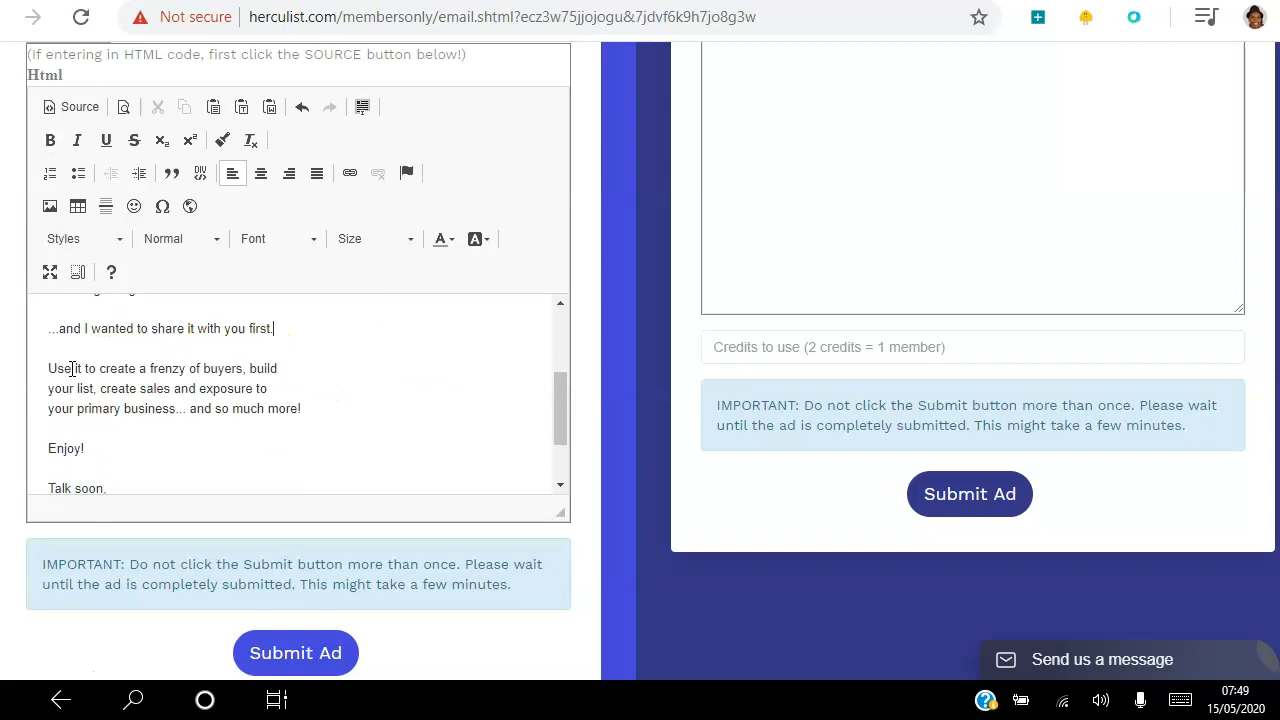 Not secure
herculist.com/membersonly/email.shtml?ecz3w75jjojogu&7jdvf6k9h7jo8g3w
(If entering in HTML code, first click the SOURCE button below!)
Html
Source
B I U S x₂ x² Tx
DIV
Ω
Styles Normal Font Size A A
?
...and I wanted to share it with you first.
Use it to create a frenzy of buyers, build
your list, create sales and exposure to
your primary business... and so much more!
Enjoy!
Talk soon,
IMPORTANT: Do not click the Submit button more than once. Please wait
until the ad is completely submitted. This might take a few minutes.
Submit Ad
Credits to use (2 credits = 1 member)
IMPORTANT: Do not click the Submit button more than once. Please wait
until the ad is completely submitted. This might take a few minutes.
Submit Ad
Send us a message
07:49
15/05/2020